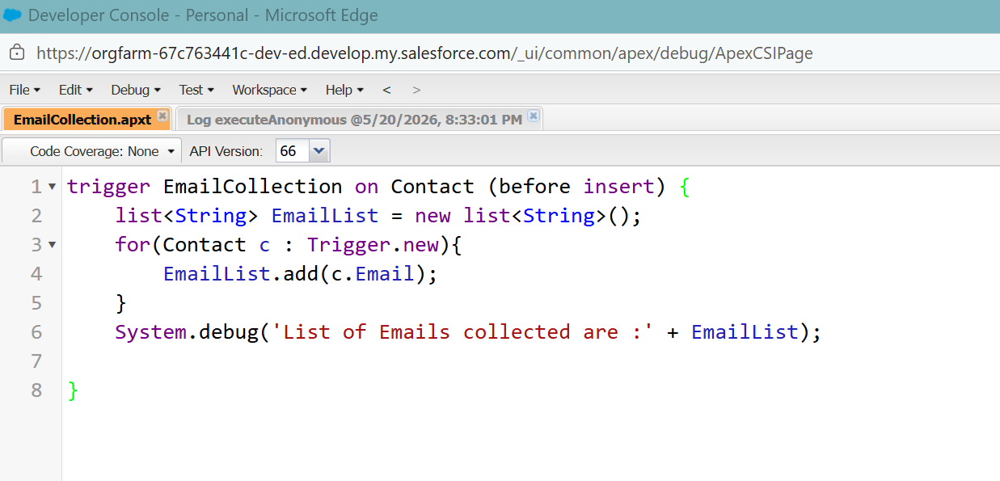 Developer Console - Personal - Microsoft Edge
https://orgfarm-67c763441c-dev-ed.develop.my.salesforce.com/_ui/common/apex/debug/ApexCSIPage
File Edit Debug Test Workspace Help < >
EmailCollection.apxt Log executeAnonymous @5/20/2026, 8:33:01 PM
Code Coverage: None API Version: 66
1 trigger EmailCollection on Contact (before insert) {
2     list<String> EmailList = new list<String>();
3     for(Contact c : Trigger.new){
4         EmailList.add(c.Email);
5     }
6     System.debug('List of Emails collected are :' + EmailList);
7
8 }